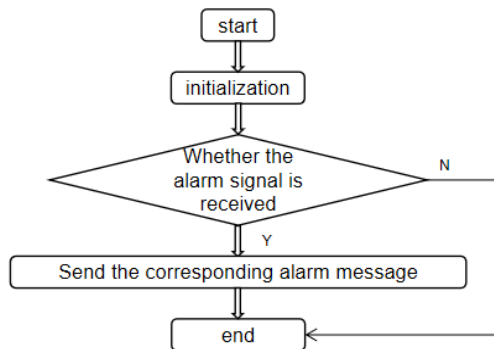 start
initialization
Whether the
alarm signal is
received
N
Y
Send the corresponding alarm message
end